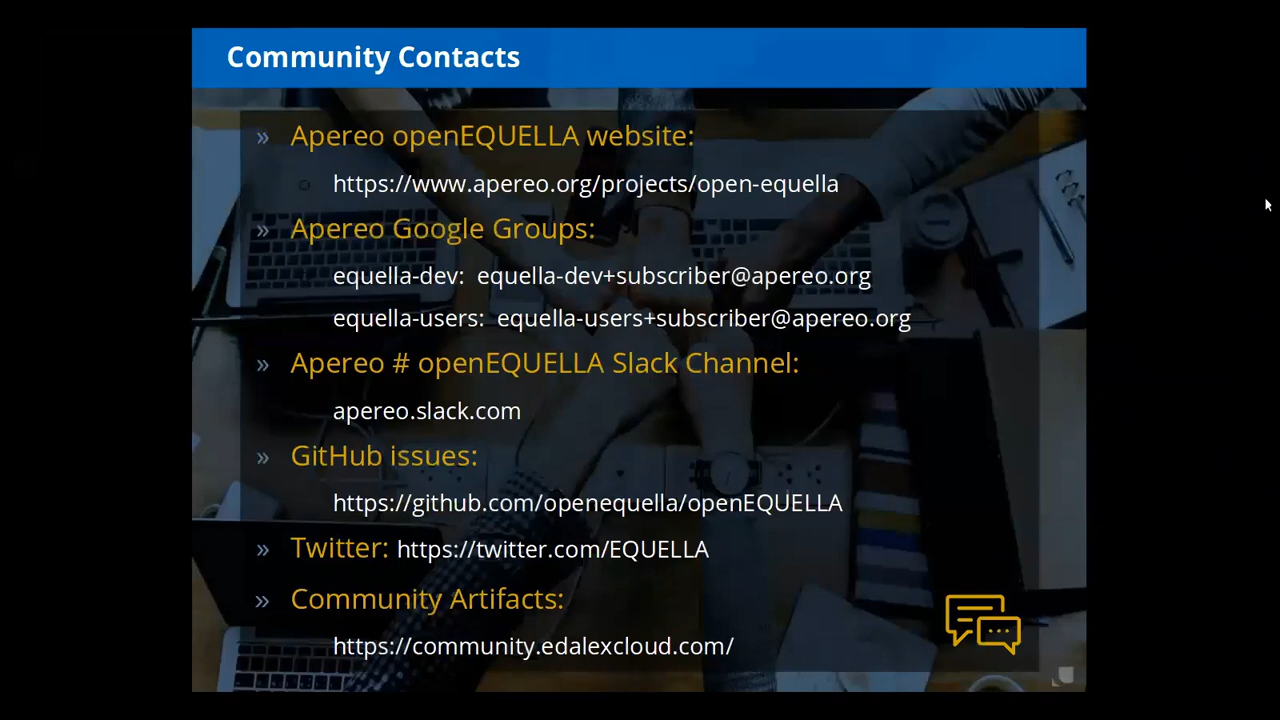 Community Contacts
» Apereo openEQUELLA website:
https://www.apereo.org/projects/open-equella
» Apereo Google Groups:
equella-dev: equella-dev+subscriber@apereo.org
equella-users: equella-users+subscriber@apereo.org
» Apereo # openEQUELLA Slack Channel:
apereo.slack.com
» GitHub issues:
https://github.com/openequella/openEQUELLA
» Twitter: https://twitter.com/EQUELLA
» Community Artifacts:
https://community.edalexcloud.com/